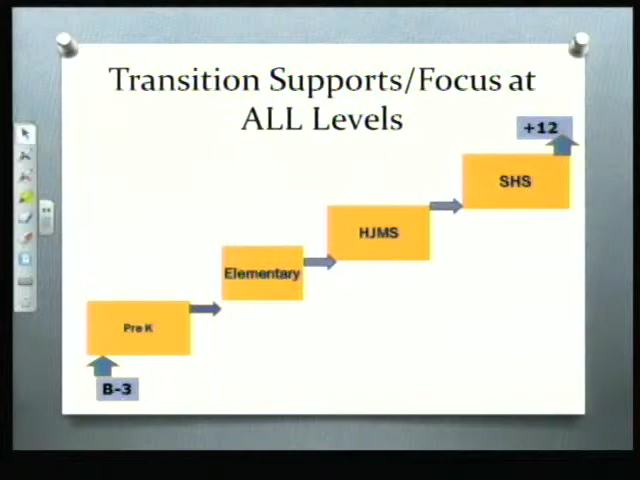 Transition Supports/Focus at
ALL Levels
+12
SHS
HJMS
Elementary
Pre K
B-3